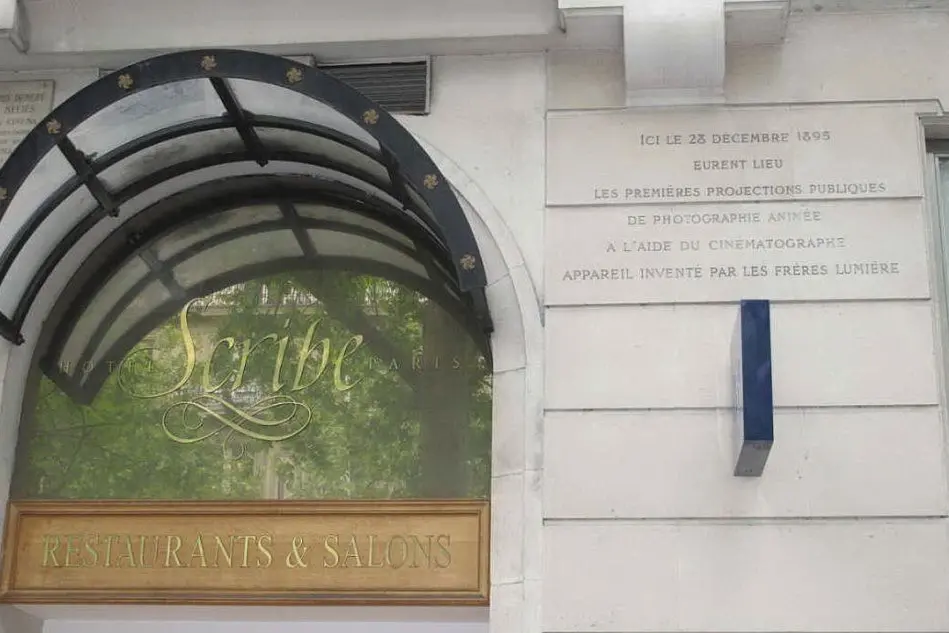 ICI LE 28 DÉCEMBRE 1895
EURENT LIEU
LES PREMIÈRES PROJECTIONS PUBLIQUES
DE PHOTOGRAPHIE ANIMÉE
A L'AIDE DU CINÉMATOGRAPHE
APPAREIL INVENTÉ PAR LES FRÈRES LUMIÈRE
Scribe
HOTEL PARIS
RESTAURANTS & SALONS